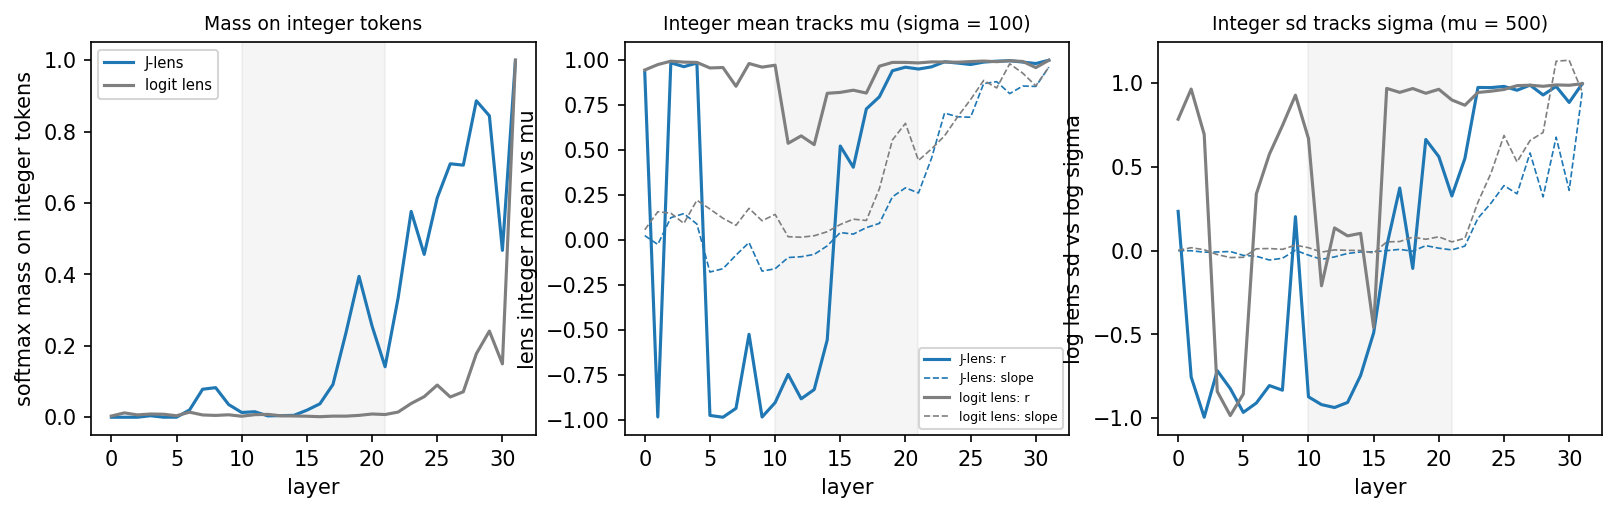 Mass on integer tokens
softmax mass on integer tokens
1.0
0.8
0.6
0.4
0.2
0.0
J-lens
logit lens
0 5 10 15 20 25 30
layer
Integer mean tracks mu (sigma = 100)
lens integer mean vs mu
1.00
0.75
0.50
0.25
0.00
−0.25
−0.50
−0.75
−1.00
J-lens: r
J-lens: slope
logit lens: r
logit lens: slope
0 5 10 15 20 25 30
layer
Integer sd tracks sigma (mu = 500)
log lens sd vs log sigma
1.0
0.5
0.0
−0.5
−1.0
0 5 10 15 20 25 30
layer